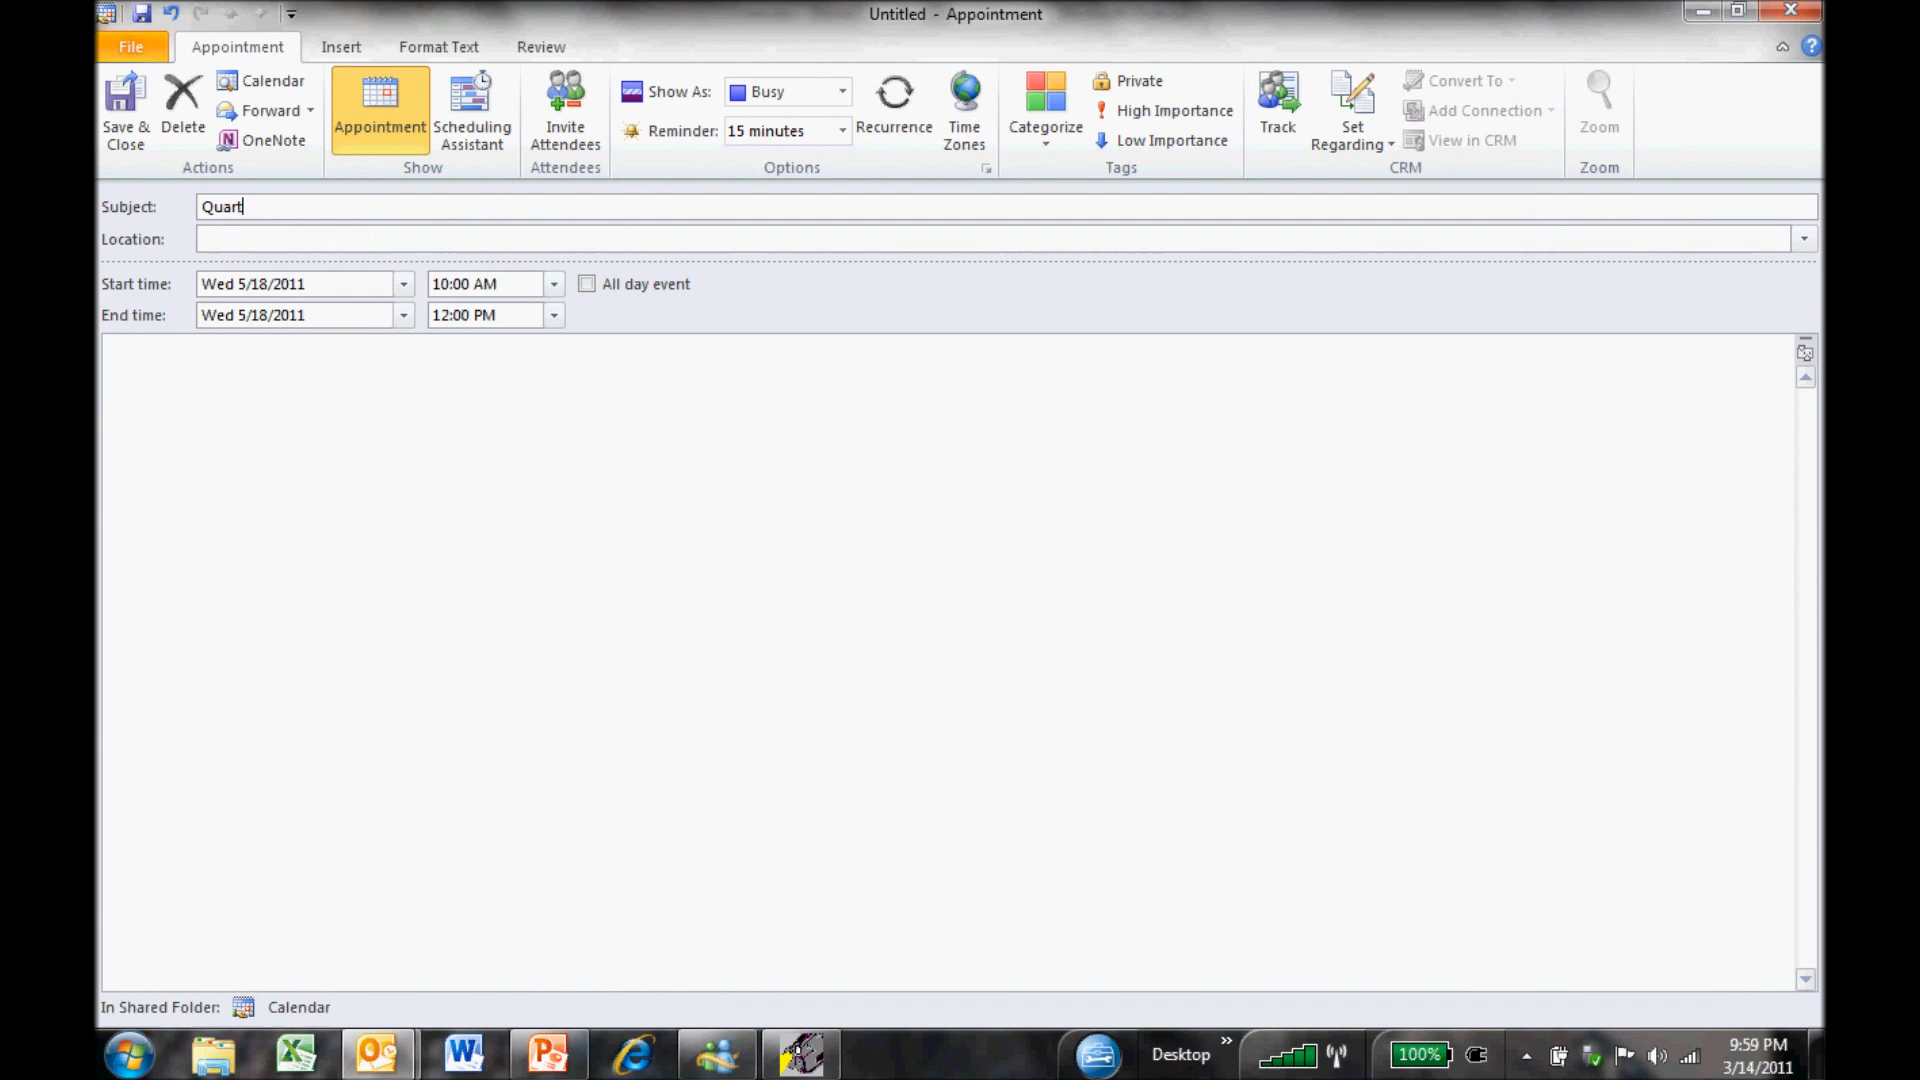 Untitled - Appointment
File Appointment Insert Format Text Review
Save & Close
Delete
Calendar
Forward
OneNote
Actions
Appointment
Scheduling Assistant
Show
Invite Attendees
Attendees
Show As: Busy
Reminder: 15 minutes
Recurrence
Time Zones
Options
Categorize
Private
High Importance
Low Importance
Tags
Track
Set Regarding
Convert To
Add Connection
View in CRM
CRM
Zoom
Zoom
Subject: Quart
Location:
Start time: Wed 5/18/2011 10:00 AM All day event
End time: Wed 5/18/2011 12:00 PM
In Shared Folder: Calendar
Desktop
100%
9:59 PM
3/14/2011